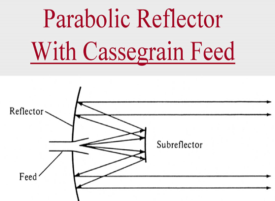 Parabolic Reflector
With Cassegrain Feed
Reflector
Subreflector
Feed